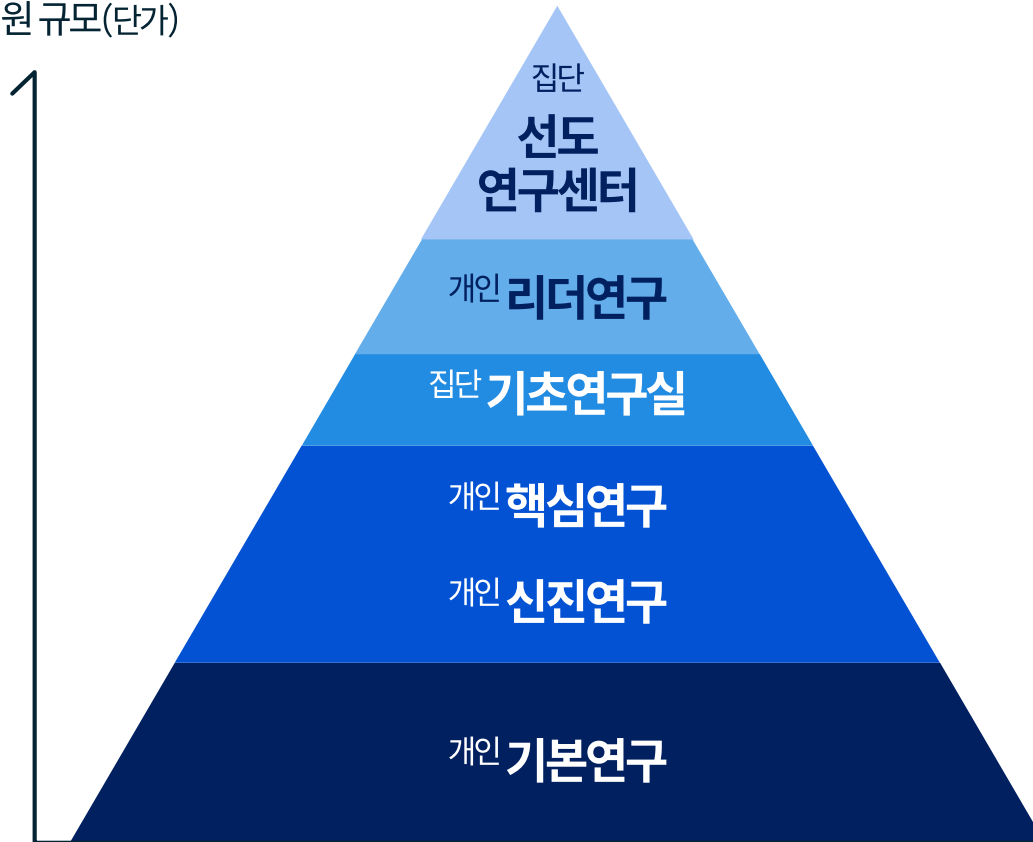 원 규모(단가)
집단
선도
연구센터
개인 리더연구
집단 기초연구실
개인 핵심연구
개인 신진연구
개인 기본연구